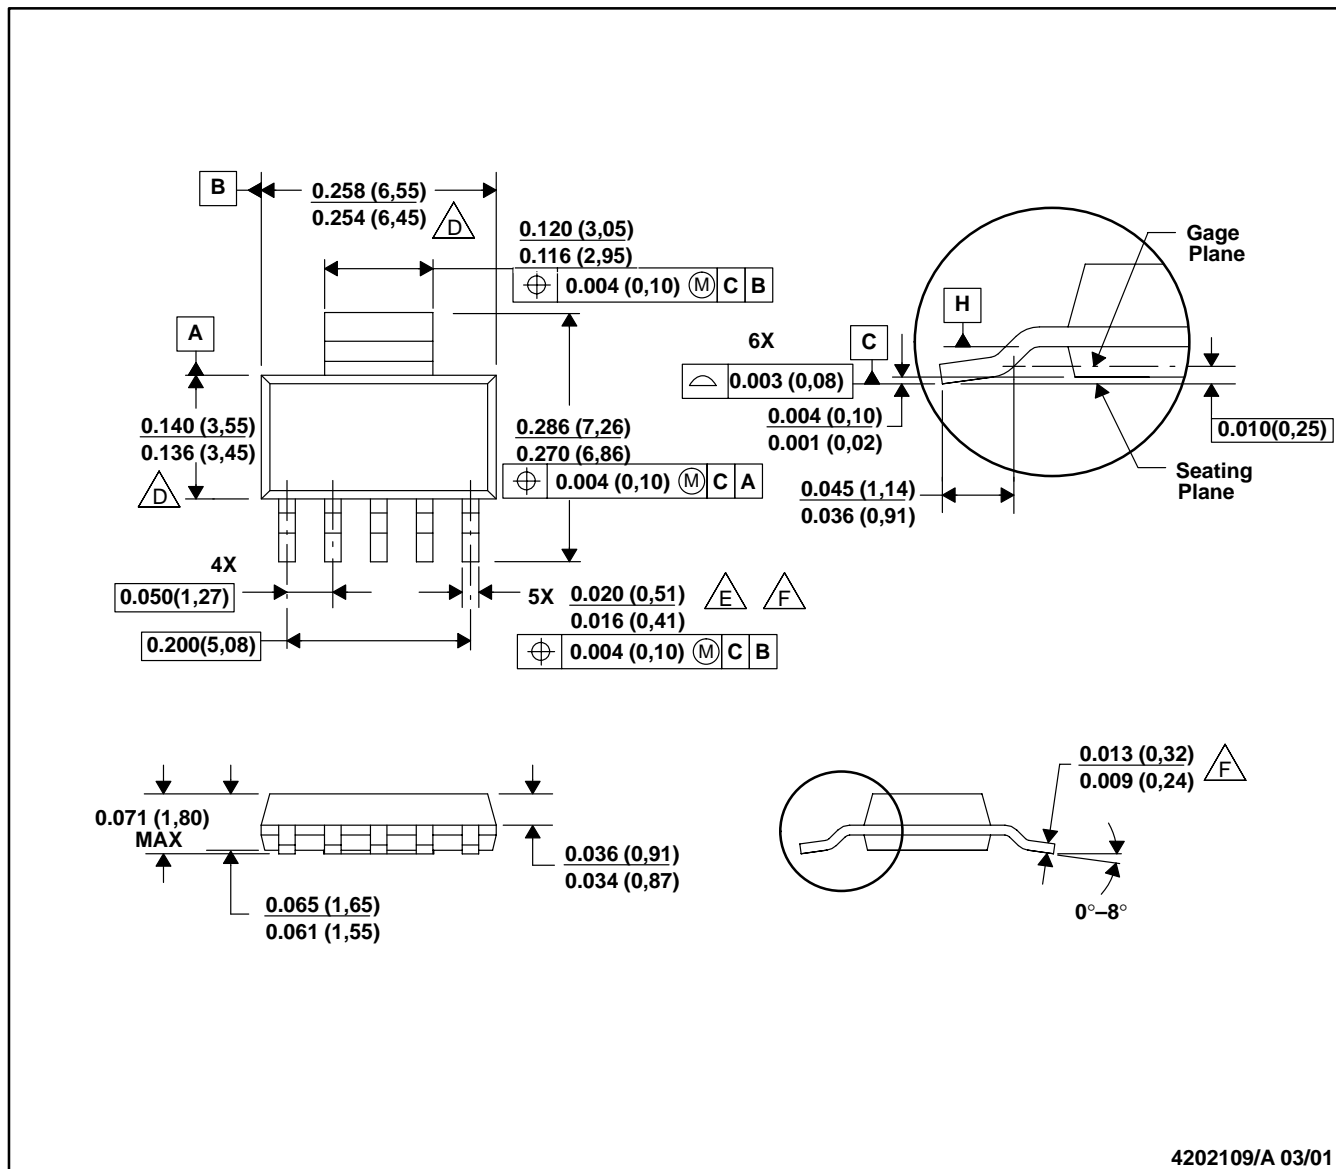 B
0.258 (6,55)
0.254 (6,45)
D
0.120 (3,05)
0.116 (2,95)
0.004 (0,10) M C B
A
0.140 (3,55)
0.136 (3,45)
D
0.286 (7,26)
0.270 (6,86)
0.004 (0,10) M C A
4X
0.050(1,27)
0.200(5,08)
5X
0.020 (0,51)
0.016 (0,41)
E
F
0.004 (0,10) M C B
Gage
Plane
H
6X
C
0.003 (0,08)
0.004 (0,10)
0.001 (0,02)
0.010(0,25)
0.045 (1,14)
0.036 (0,91)
Seating
Plane
0.071 (1,80)
MAX
0.065 (1,65)
0.061 (1,55)
0.036 (0,91)
0.034 (0,87)
0.013 (0,32)
0.009 (0,24)
F
0°–8°
4202109/A 03/01